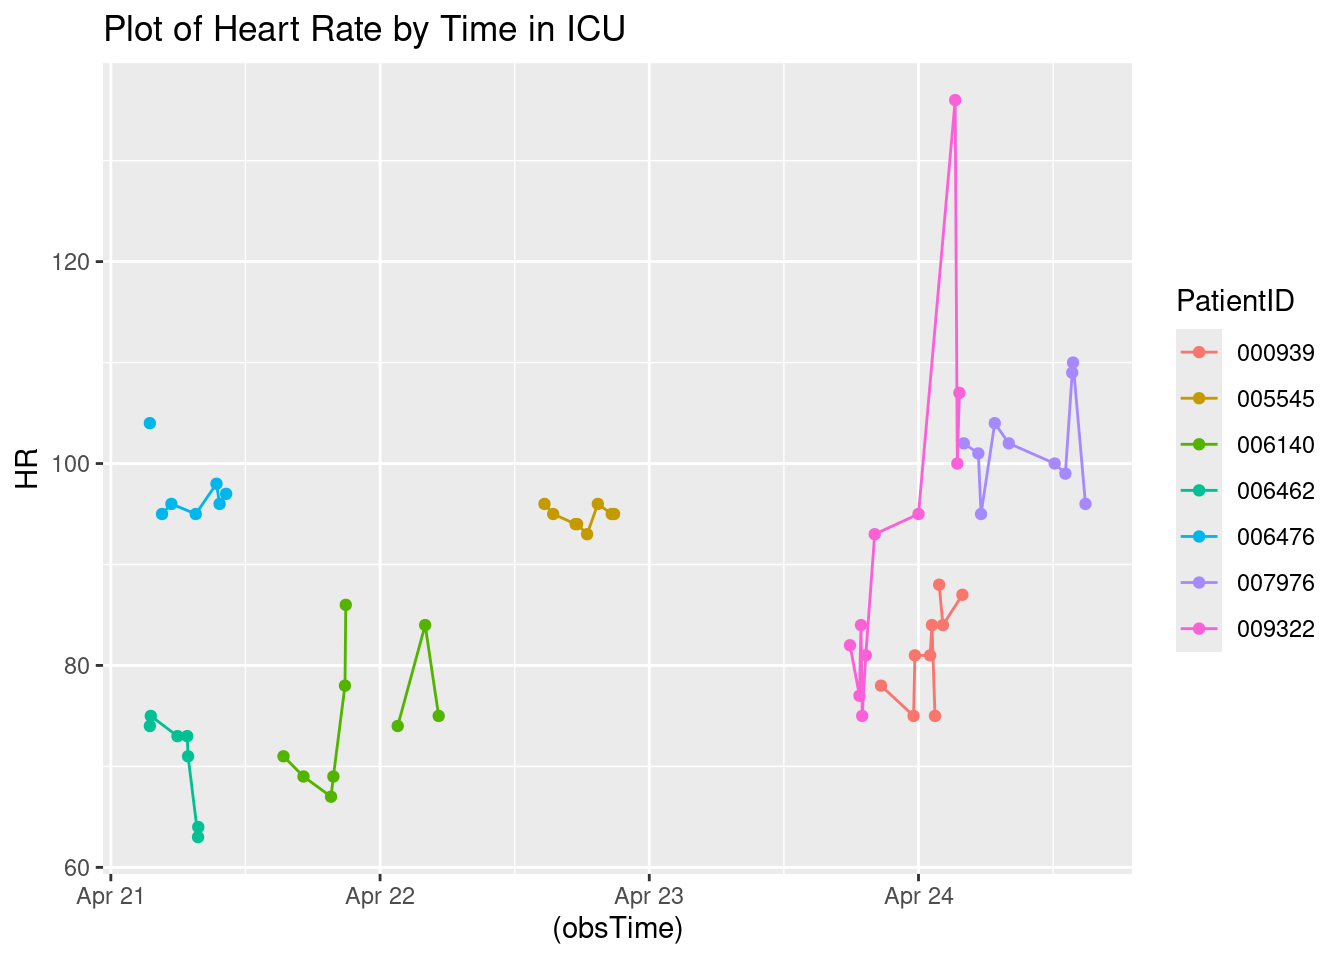 Plot of Heart Rate by Time in ICU
HR
120
100
80
60
Apr 21
Apr 22
Apr 23
Apr 24
(obsTime)
PatientID
000939
005545
006140
006462
006476
007976
009322